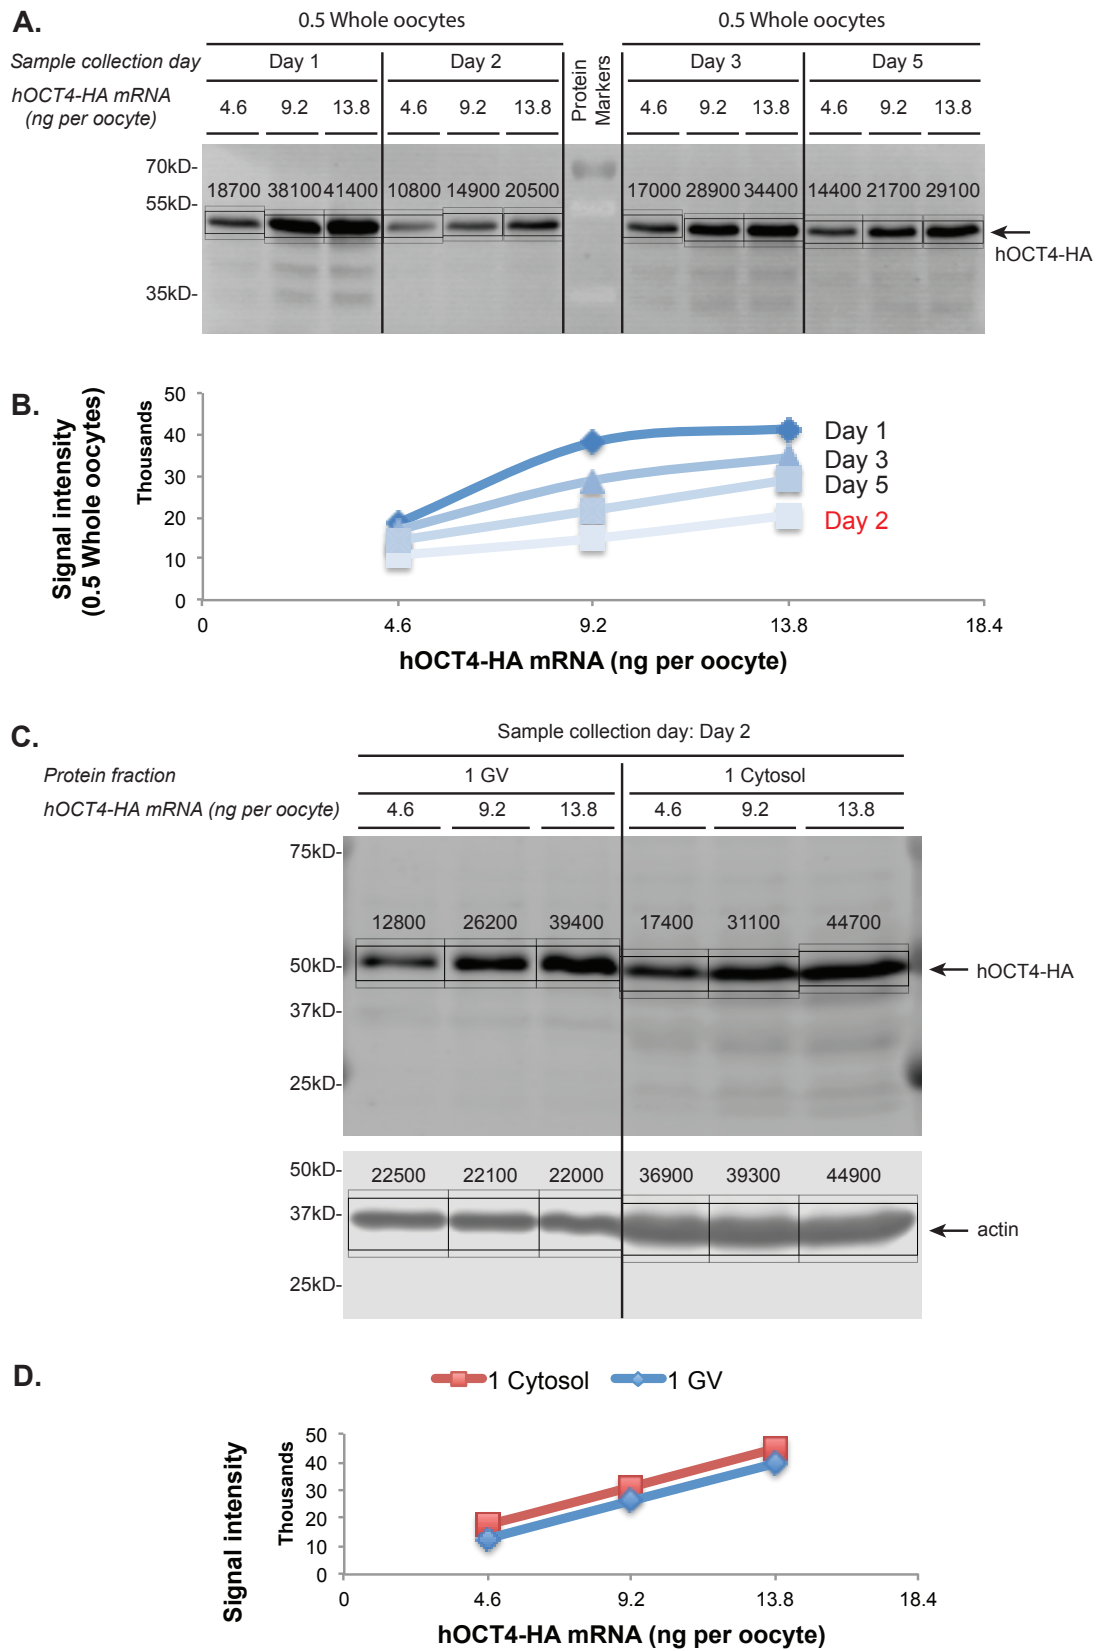 A.
0.5 Whole oocytes 0.5 Whole oocytes
Sample collection day Day 1 Day 2 Protein Markers Day 3 Day 5
hOCT4-HA mRNA
(ng per oocyte) 4.6 9.2 13.8 4.6 9.2 13.8 4.6 9.2 13.8 4.6 9.2 13.8
70kD-
18700 38100 41400 10800 14900 20500 17000 28900 34400 14400 21700 29100
55kD-
hOCT4-HA
35kD-
B.
Signal intensity
(0.5 Whole oocytes)
Thousands
50
40
30
20
10
0
Day 1
Day 3
Day 5
Day 2
0 4.6 9.2 13.8 18.4
hOCT4-HA mRNA (ng per oocyte)
C.
Sample collection day: Day 2
Protein fraction 1 GV 1 Cytosol
hOCT4-HA mRNA (ng per oocyte) 4.6 9.2 13.8 4.6 9.2 13.8
75kD-
12800 26200 39400 17400 31100 44700
50kD-
hOCT4-HA
37kD-
25kD-
50kD-
22500 22100 22000 36900 39300 44900
37kD-
actin
25kD-
D.
1 Cytosol 1 GV
Signal intensity
Thousands
50
40
30
20
10
0
0 4.6 9.2 13.8 18.4
hOCT4-HA mRNA (ng per oocyte)